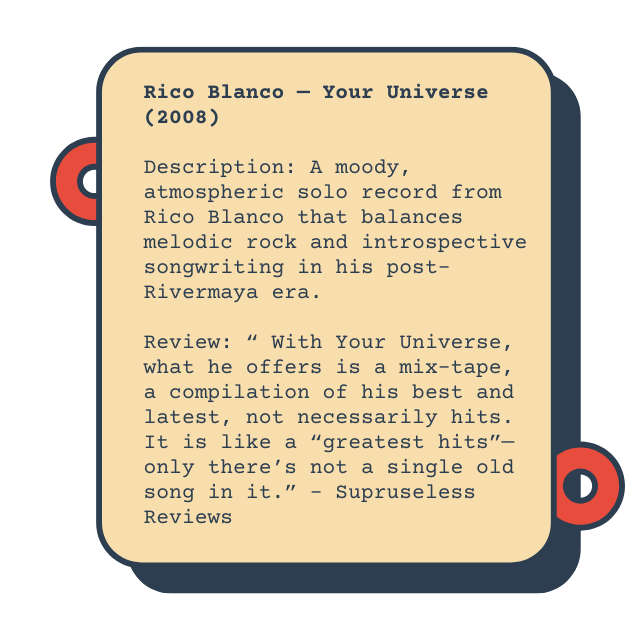 Rico Blanco — Your Universe
(2008)
Description: A moody,
atmospheric solo record from
Rico Blanco that balances
melodic rock and introspective
songwriting in his post-
Rivermaya era.
Review: “ With Your Universe,
what he offers is a mix-tape,
a compilation of his best and
latest, not necessarily hits.
It is like a “greatest hits”—
only there’s not a single old
song in it.” - Supruseless
Reviews